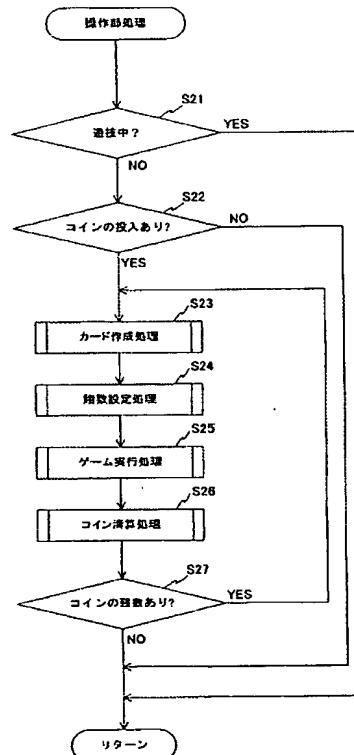 操作部処理
S21
遊技中？
YES
NO
S22
コインの投入あり？
NO
YES
S23
カード作成処理
S24
賭数設定処理
S25
ゲーム実行処理
S26
コイン清算処理
S27
コインの残数あり？
YES
NO
リターン